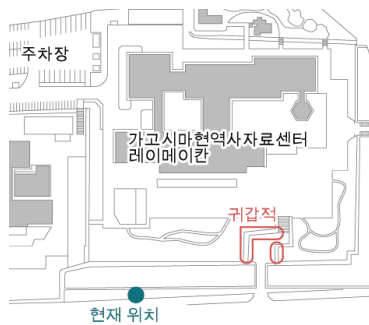 주차장
가고시마현역사자료센터
레이메이칸
귀갑적
현재 위치